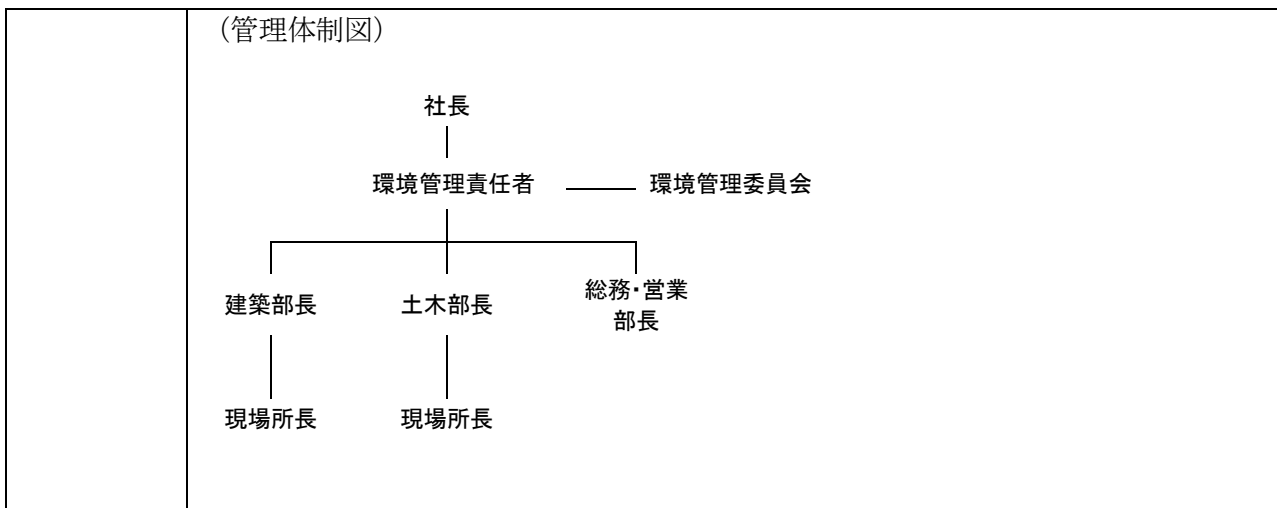 (管理体制図)
社長
環境管理責任者 環境管理委員会
建築部長 土木部長 総務・営業
部長
現場所長 現場所長